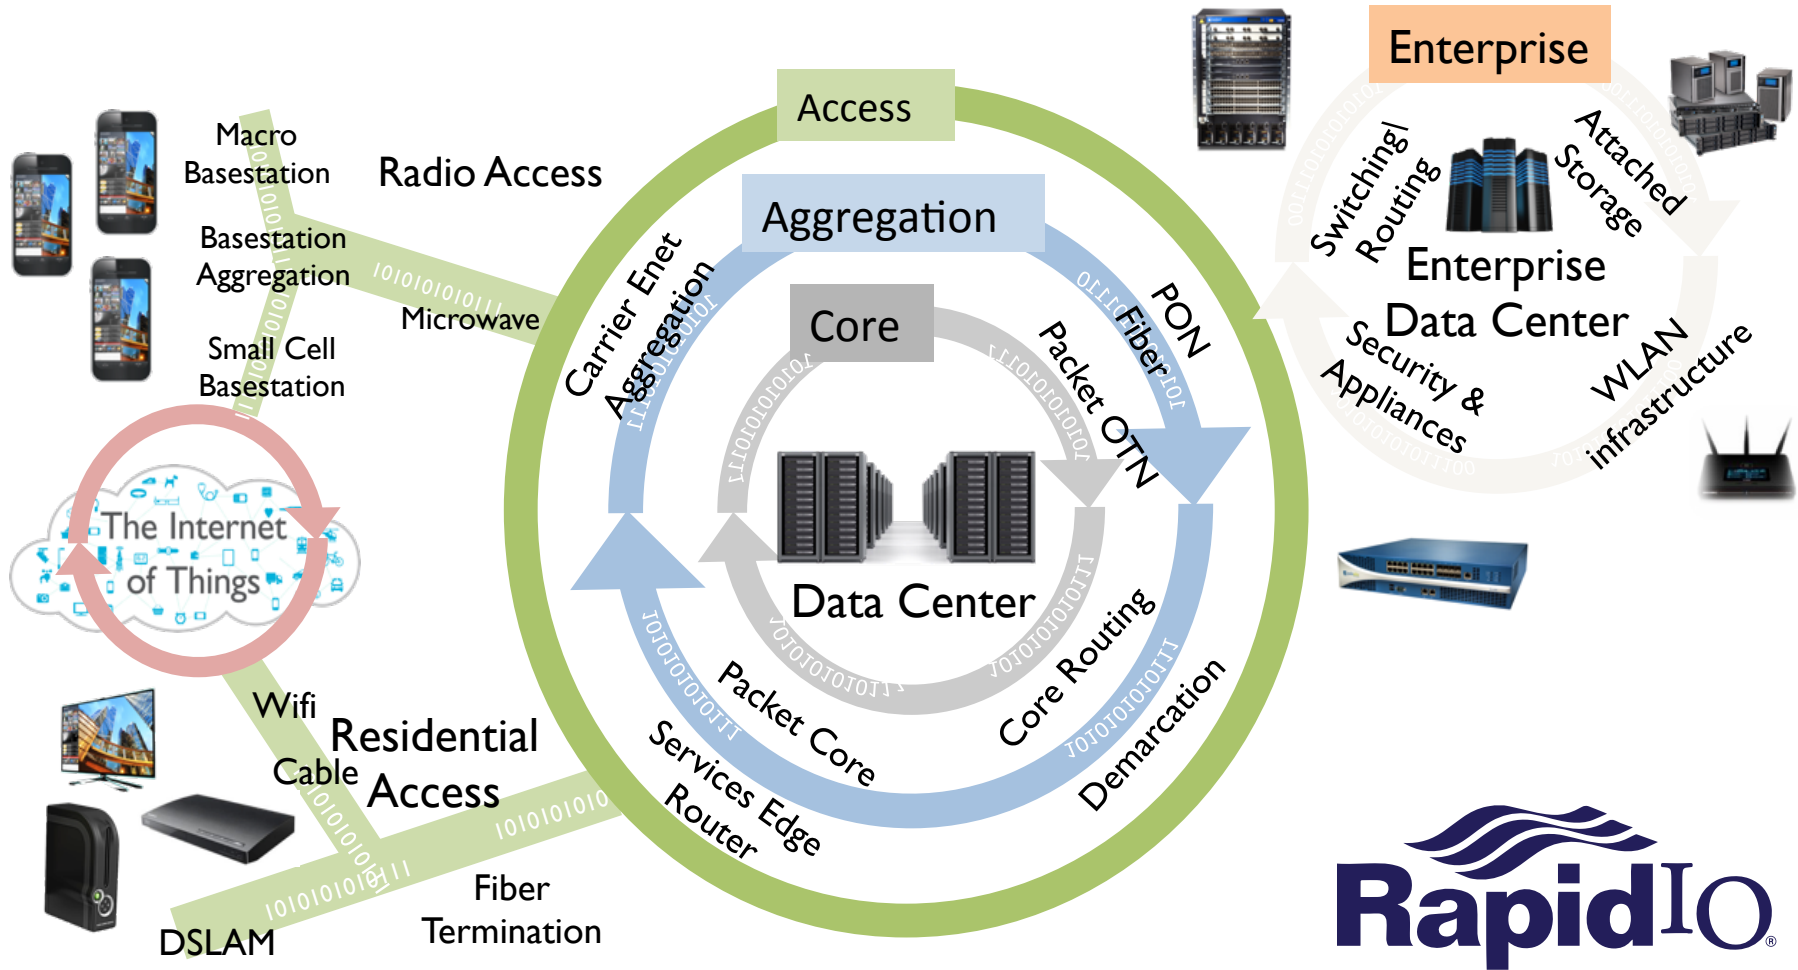 Enterprise
Access
Macro
Basestation
Radio Access
Aggregation
Basestation
Aggregation
Microwave
Small Cell
Basestation
Carrier Enet
Aggregation
Core
PON
Fiber
Packet OTN
Switching|
Routing
Attached
Storage
Enterprise
Data Center
Security &
Appliances
WLAN
infrastructure
The Internet
of Things
Data Center
Wifi
Residential
Cable
Access
Packet Core
Core Routing
Services Edge
Router
Demarcation
Fiber
Termination
DSLAM
RapidIO®